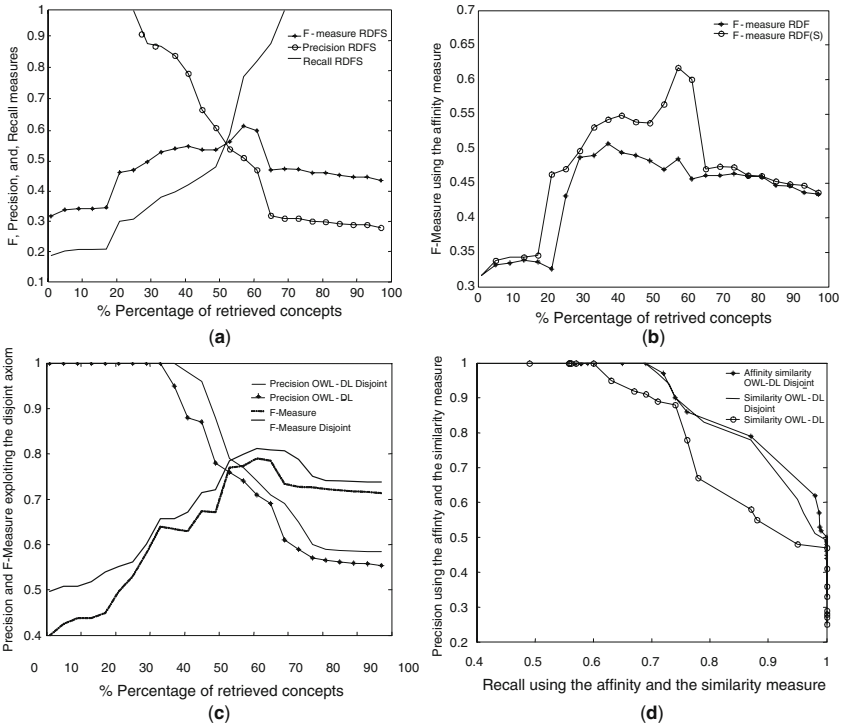 1
0.9
0.8
0.7
0.6
0.5
0.4
0.3
0.2
0.1
0 10 20 30 40 50 60 70 80 90 100
F, Precision, and, Recall measures
F-measure RDFS
Precision RDFS
Recall RDFS
% Percentage of retrieved concepts
(a)
0.7
0.65
0.6
0.55
0.5
0.45
0.4
0.35
0.3
0 10 20 30 40 50 60 70 80 90 100
F-Measure using the affinity measure
F-measure RDF
F-measure RDF(S)
% Percentage of retrived concepts
(b)
1
0.9
0.8
0.7
0.6
0.5
0.4
0 10 20 30 40 50 60 70 80 90 100
Precision and F-Measure exploiting the disjoint axiom
Precision OWL-DL Disjoint
Precision OWL-DL
F-Measure
F-Measure Disjoint
% Percentage of retrieved concepts
(c)
1
0.9
0.8
0.7
0.6
0.5
0.4
0.3
0.2
0.4 0.5 0.6 0.7 0.8 0.9 1
Precision using the affinity and the similarity measure
Affinity similarity
OWL-DL Disjoint
Similarity OWL-DL
Disjoint
Similarity OWL-DL
Recall using the affinity and the similarity measure
(d)